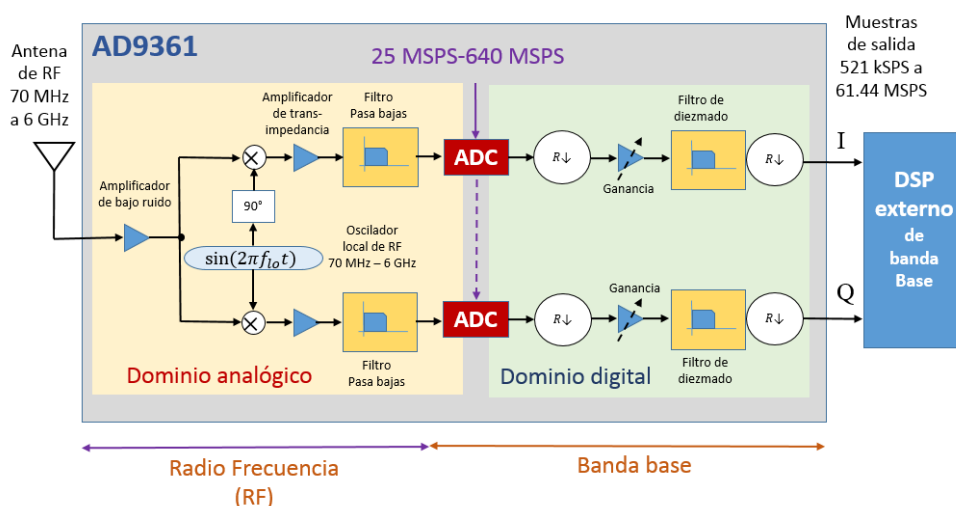 Antena
de RF
70 MHz
a 6 GHz
AD9361
25 MSPS-640 MSPS
Muestras
de salida
521 kSPS a
61.44 MSPS
Amplificador
de trans-
impedancia
Filtro
Pasa bajas
ADC
R↓
Ganancia
Filtro de
diezmado
R↓
I
Amplificador
de bajo ruido
90°
sin(2πf_{lo}t)
Oscilador
local de RF
70 MHz – 6 GHz
DSP
externo
de
banda
Base
Filtro
Pasa bajas
ADC
R↓
Ganancia
Filtro de
diezmado
R↓
Q
Dominio analógico
Dominio digital
Radio Frecuencia
(RF)
Banda base